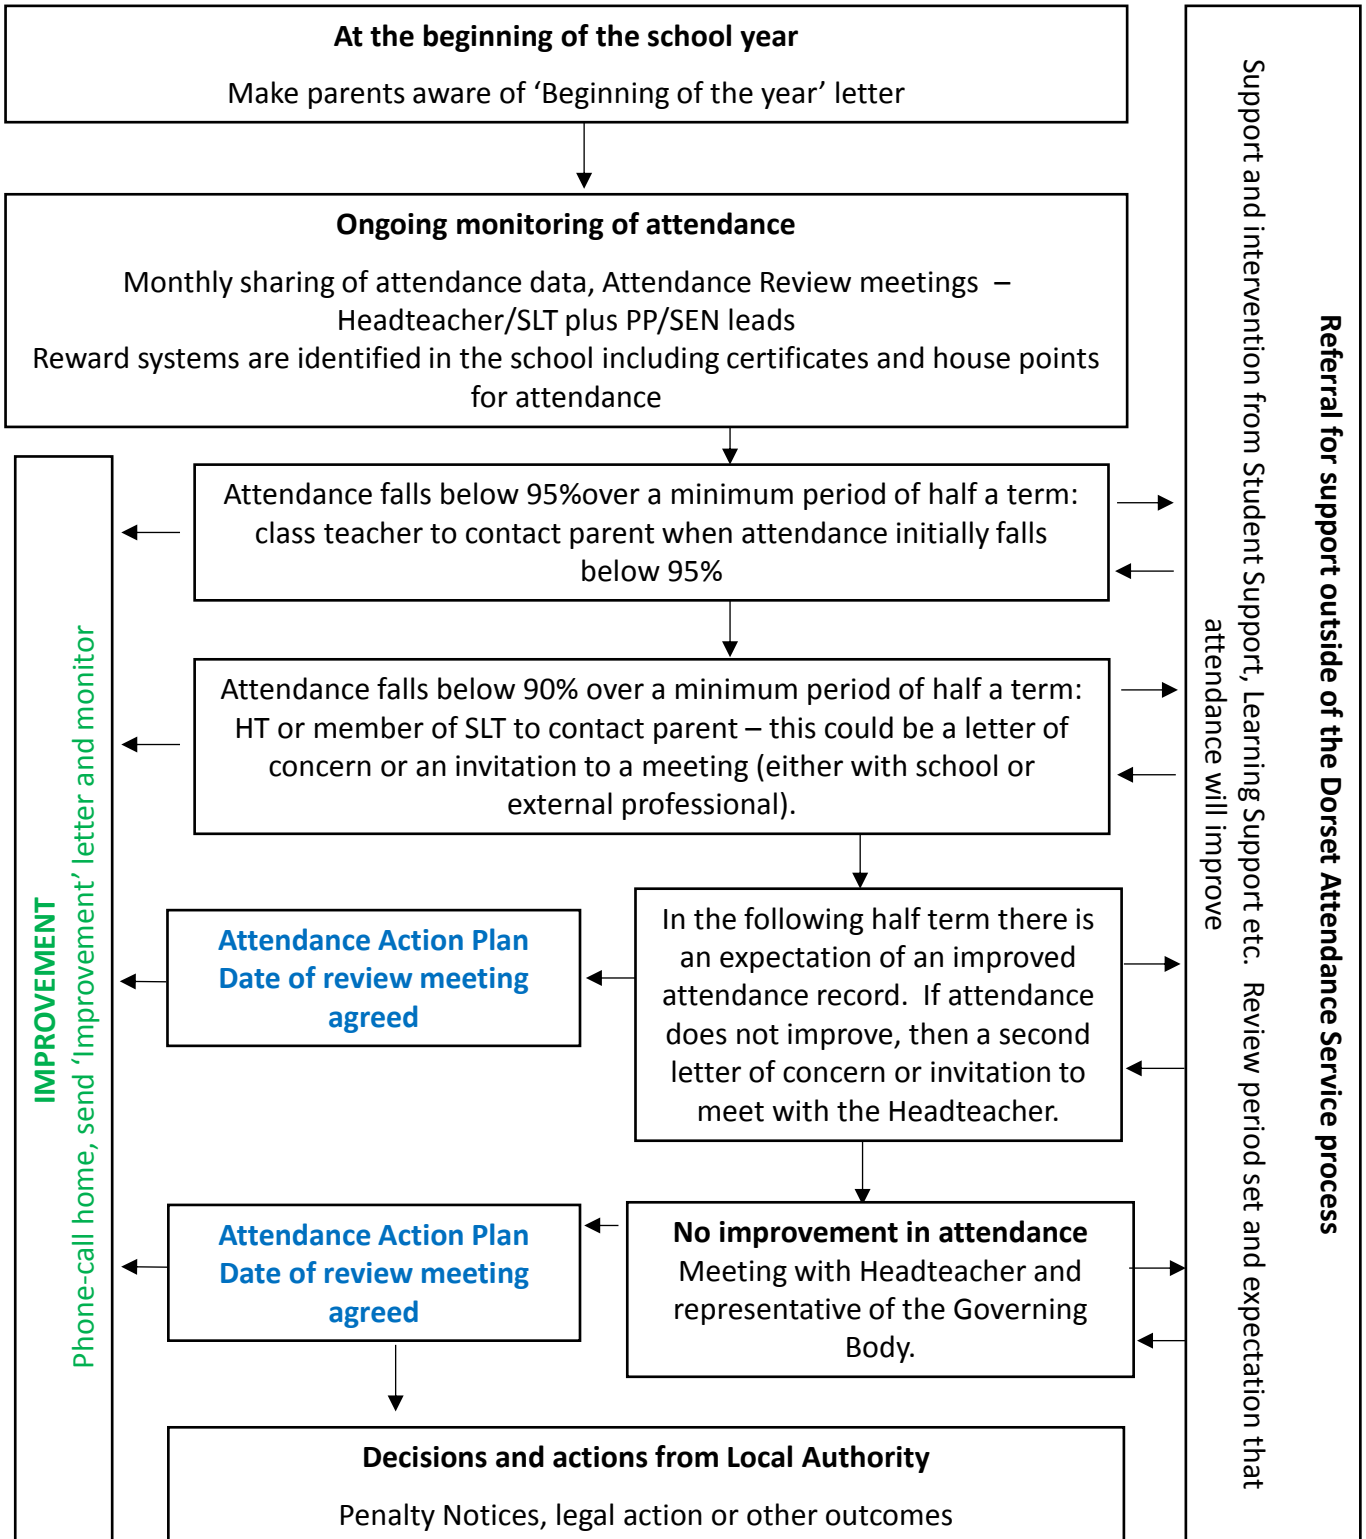 At the beginning of the school year
Make parents aware of ‘Beginning of the year’ letter
Ongoing monitoring of attendance
Monthly sharing of attendance data, Attendance Review meetings –
Headteacher/SLT plus PP/SEN leads
Reward systems are identified in the school including certificates and house points
for attendance
Attendance falls below 95%over a minimum period of half a term:
class teacher to contact parent when attendance initially falls
below 95%
Attendance falls below 90% over a minimum period of half a term:
HT or member of SLT to contact parent – this could be a letter of
concern or an invitation to a meeting (either with school or
external professional).
In the following half term there is
an expectation of an improved
attendance record.  If attendance
does not improve, then a second
letter of concern or invitation to
meet with the Headteacher.
Attendance Action Plan
Date of review meeting
agreed
No improvement in attendance
Meeting with Headteacher and
representative of the Governing
Body.
Attendance Action Plan
Date of review meeting
agreed
Decisions and actions from Local Authority
Penalty Notices, legal action or other outcomes
IMPROVEMENT
Phone-call home, send ‘Improvement’ letter and monitor
Referral for support outside of the Dorset Attendance Service process
Support and intervention from Student Support, Learning Support etc.  Review period set and expectation that
attendance will improve